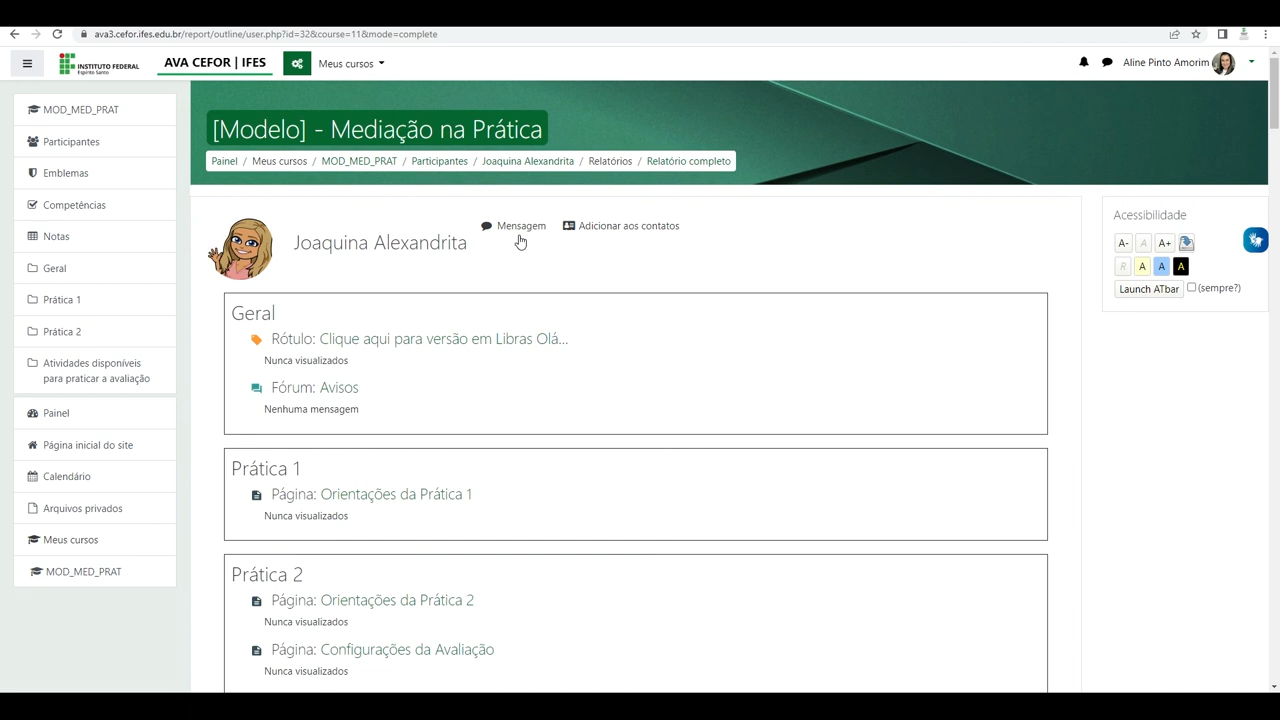 ava3.cefor.ifes.edu.br/report/outline/user.php?id=32&course=11&mode=complete
INSTITUTO FEDERAL
Espírito Santo
AVA CEFOR | IFES
Meus cursos
Aline Pinto Amorim
MOD_MED_PRAT
Participantes
Emblemas
Competências
Notas
Geral
Prática 1
Prática 2
Atividades disponíveis
para praticar a avaliação
Painel
Página inicial do site
Calendário
Arquivos privados
Meus cursos
MOD_MED_PRAT
[Modelo] - Mediação na Prática
Painel / Meus cursos / MOD_MED_PRAT / Participantes / Joaquina Alexandrita / Relatórios / Relatório completo
Joaquina Alexandrita
Mensagem
Adicionar aos contatos
Geral
Rótulo: Clique aqui para versão em Libras Olá...
Nunca visualizados
Fórum: Avisos
Nenhuma mensagem
Prática 1
Página: Orientações da Prática 1
Nunca visualizados
Prática 2
Página: Orientações da Prática 2
Nunca visualizados
Página: Configurações da Avaliação
Nunca visualizados
Acessibilidade
A- A A+
R A A A
Launch ATbar (sempre?)